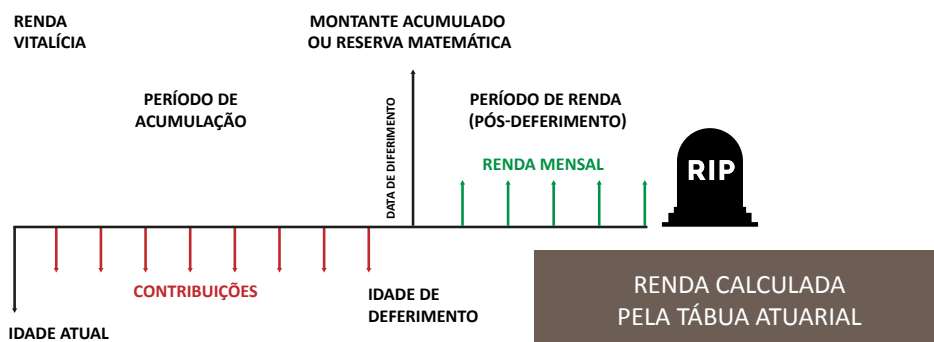 RENDA
VITALÍCIA
MONTANTE ACUMULADO
OU RESERVA MATEMÁTICA
PERÍODO DE
ACUMULAÇÃO
DATA DE DIFERIMENTO
PERÍODO DE RENDA
(PÓS-DEFERIMENTO)
RENDA MENSAL
RIP
CONTRIBUIÇÕES
IDADE DE
DEFERIMENTO
IDADE ATUAL
RENDA CALCULADA
PELA TÁBUA ATUARIAL